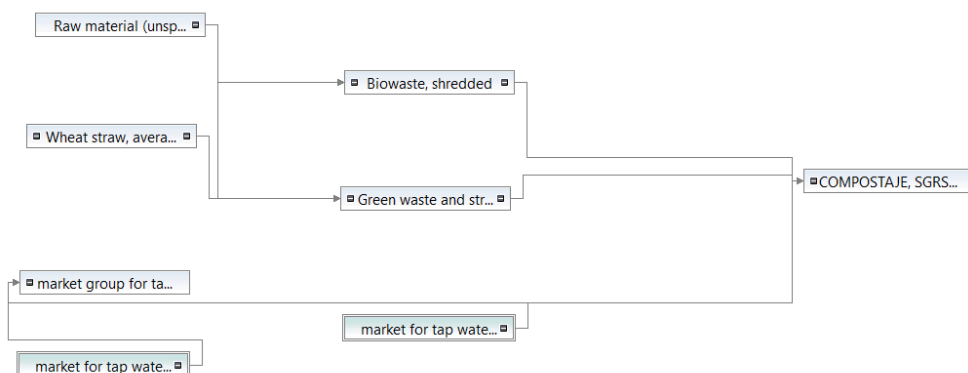 Raw material (unsp...
Biowaste, shredded
Wheat straw, avera...
COMPOSTAJE, SGRS...
Green waste and str...
market group for ta...
market for tap wate...
market for tap wate...